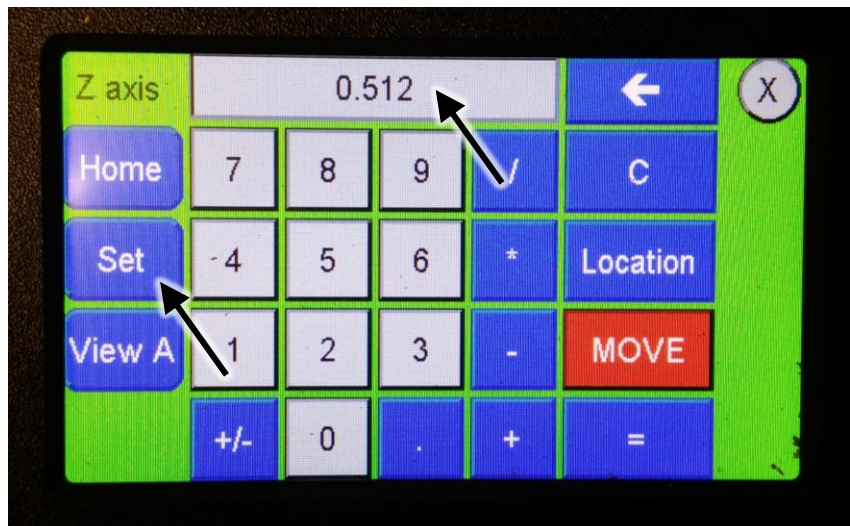 Z axis 0.512 ← X
Home 7 8 9 / C
Set 4 5 6 * Location
View A 1 2 3 - MOVE
+/- 0 . + =